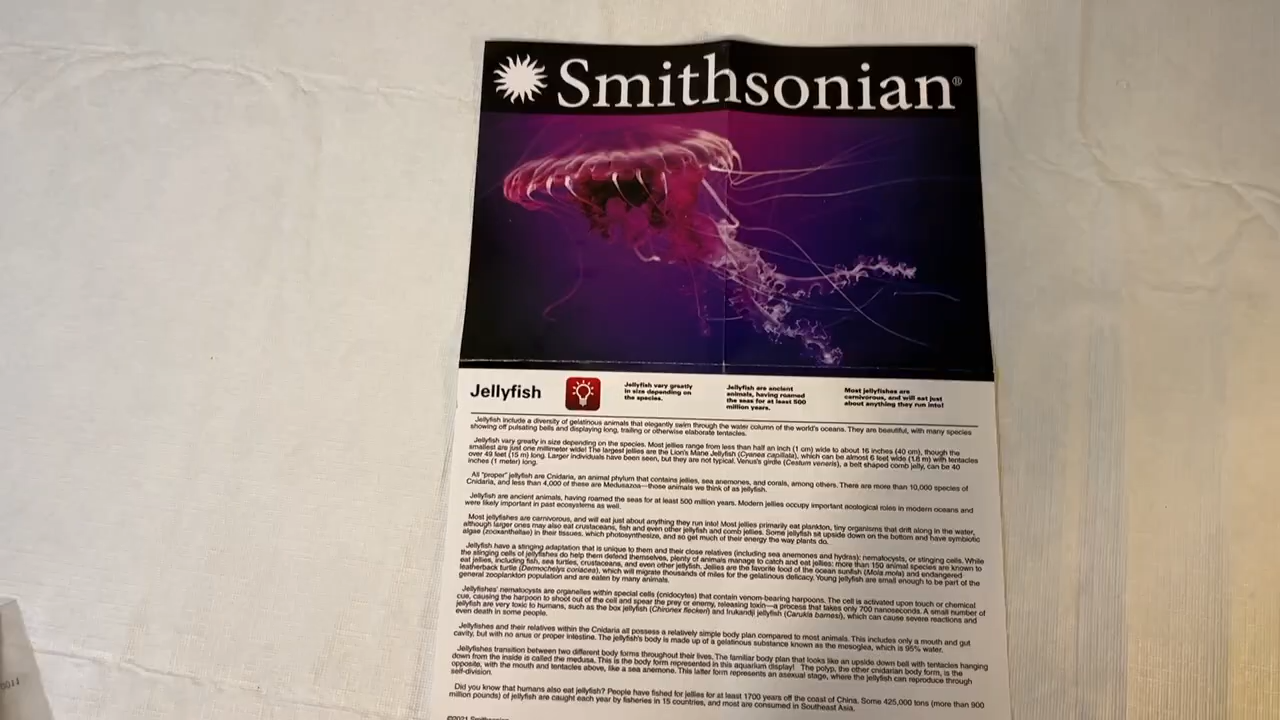 Smithsonian®
Jellyfish
Jellyfish vary greatly
in size depending on
the species.
Jellyfish are ancient
animals, having roamed
the seas for at least 500
million years.
Most jellyfishes are
carnivorous, and will eat just
about anything they run into!
Jellyfish include a diversity of gelatinous animals that elegantly swim through the water column of the world's oceans. They are beautiful, with many species
showing off pulsating bells and displaying long, trailing or otherwise elaborate tentacles.
Jellyfish vary greatly in size depending on the species. Most jellies range from less than half an inch (1 cm) wide to about 16 inches (40 cm), though the
smallest are just one millimeter wide! The largest jellies are the Lion's Mane Jellyfish (Cyanea capillata), which can be almost 6 feet wide (1.8 m) with tentacles
over 49 feet (15 m) long. Larger individuals have been seen, but they are not typical. Venus's girdle (Cestum veneris), a belt shaped comb jelly, can be 40
inches (1 meter) long.
All "proper" jellyfish are Cnidaria, an animal phylum that contains jellies, sea anemones, and corals, among others. There are more than 10,000 species of
Cnidaria, and less than 4,000 of these are Medusazoa—those animals we think of as jellyfish.
Jellyfish are ancient animals, having roamed the seas for at least 500 million years. Modern jellies occupy important ecological roles in modern oceans and
were likely important in past ecosystems as well.
Most jellyfishes are carnivorous, and will eat just about anything they run into! Most jellies primarily eat plankton, tiny organisms that drift along in the water,
although larger ones may also eat crustaceans, fish and even other jellyfish and comb jellies. Some jellyfish sit upside down on the bottom and have symbiotic
algae (zooxanthellae) in their tissues, which photosynthesize, and so get much of their energy the way plants do.
Jellyfish have a stinging adaptation that is unique to them and their close relatives (including sea anemones and hydras): nematocysts, or stinging cells. While
the stinging cells of jellyfishes do help them defend themselves, plenty of animals manage to catch and eat jellies: more than 150 animal species are known to
eat jellies, including fish, sea turtles, crustaceans, and even other jellyfish. Jellies are the favorite food of the ocean sunfish (Mola mola) and endangered
leatherback turtle (Dermochelys coriacea), which will migrate thousands of miles for the gelatinous delicacy. Young jellyfish are small enough to be part of the
general zooplankton population and are eaten by many animals.
Jellyfishes' nematocysts are organelles within special cells (cnidocytes) that contain venom-bearing harpoons. The cell is activated upon touch or chemical
cue, causing the harpoon to shoot out of the cell and spear the prey or enemy, releasing toxin—a process that takes only 700 nanoseconds. A small number of
jellyfish are very toxic to humans, such as the box jellyfish (Chironex fleckeri) and Irukandji jellyfish (Carukia barnesi), which can cause severe reactions and
even death in some people.
Jellyfishes and their relatives within the Cnidaria all possess a relatively simple body plan compared to most animals. This includes only a mouth and gut
cavity, but with no anus or proper intestine. The jellyfish's body is made up of a gelatinous substance known as the mesoglea, which is 95% water.
Jellyfishes transition between two different body forms throughout their lives. The familiar body plan that looks like an upside down bell with tentacles hanging
down from the inside is called the medusa. This is the body form represented in this aquarium display! The polyp, the other cnidarian body form, is the
opposite, with the mouth and tentacles above, like a sea anemone. This latter form represents an asexual stage, where the jellyfish can reproduce through
self-division.
Did you know that humans also eat jellyfish? People have fished for jellies for at least 1700 years off the coast of China. Some 425,000 tons (more than 900
million pounds) of jellyfish are caught each year by fisheries in 15 countries, and most are consumed in Southeast Asia.
©2021 Smithsonian
0011